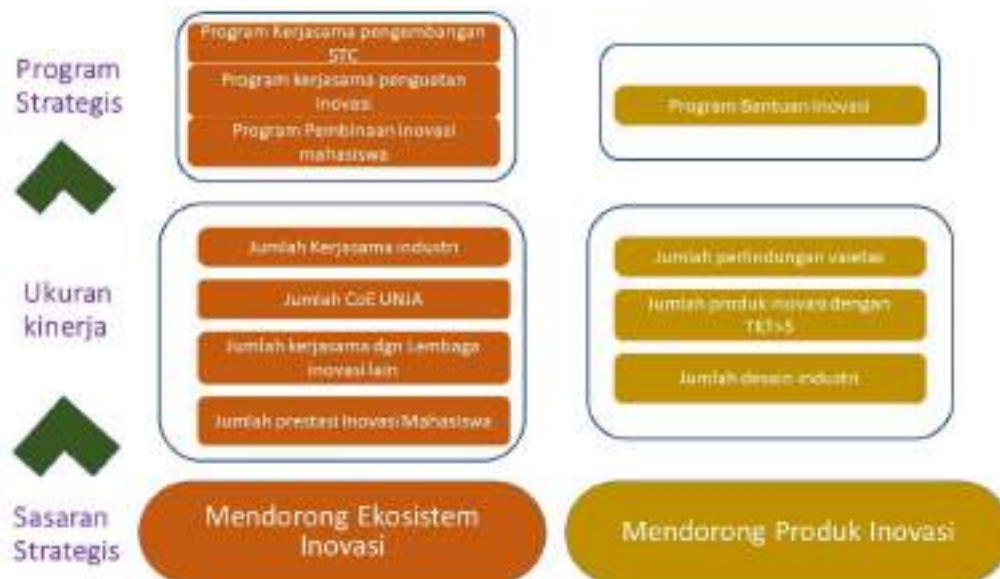 Program
Strategis
Program Kerjasama pengembangan
STC
Program kerjasama penguatan
Inovasi
Program Pembinaan Inovasi
mahasiswa
Program Bantuan Inovasi
Ukuran
kinerja
Jumlah Kerjasama industri
Jumlah CoE UNJA
Jumlah kerjasama dgn Lembaga
inovasi lain
Jumlah prestasi Inovasi Mahasiswa
Jumlah perlindungan varietas
Jumlah produk inovasi dengan
TKT>5
Jumlah desain industri
Sasaran
Strategis
Mendorong Ekosistem
Inovasi
Mendorong Produk Inovasi